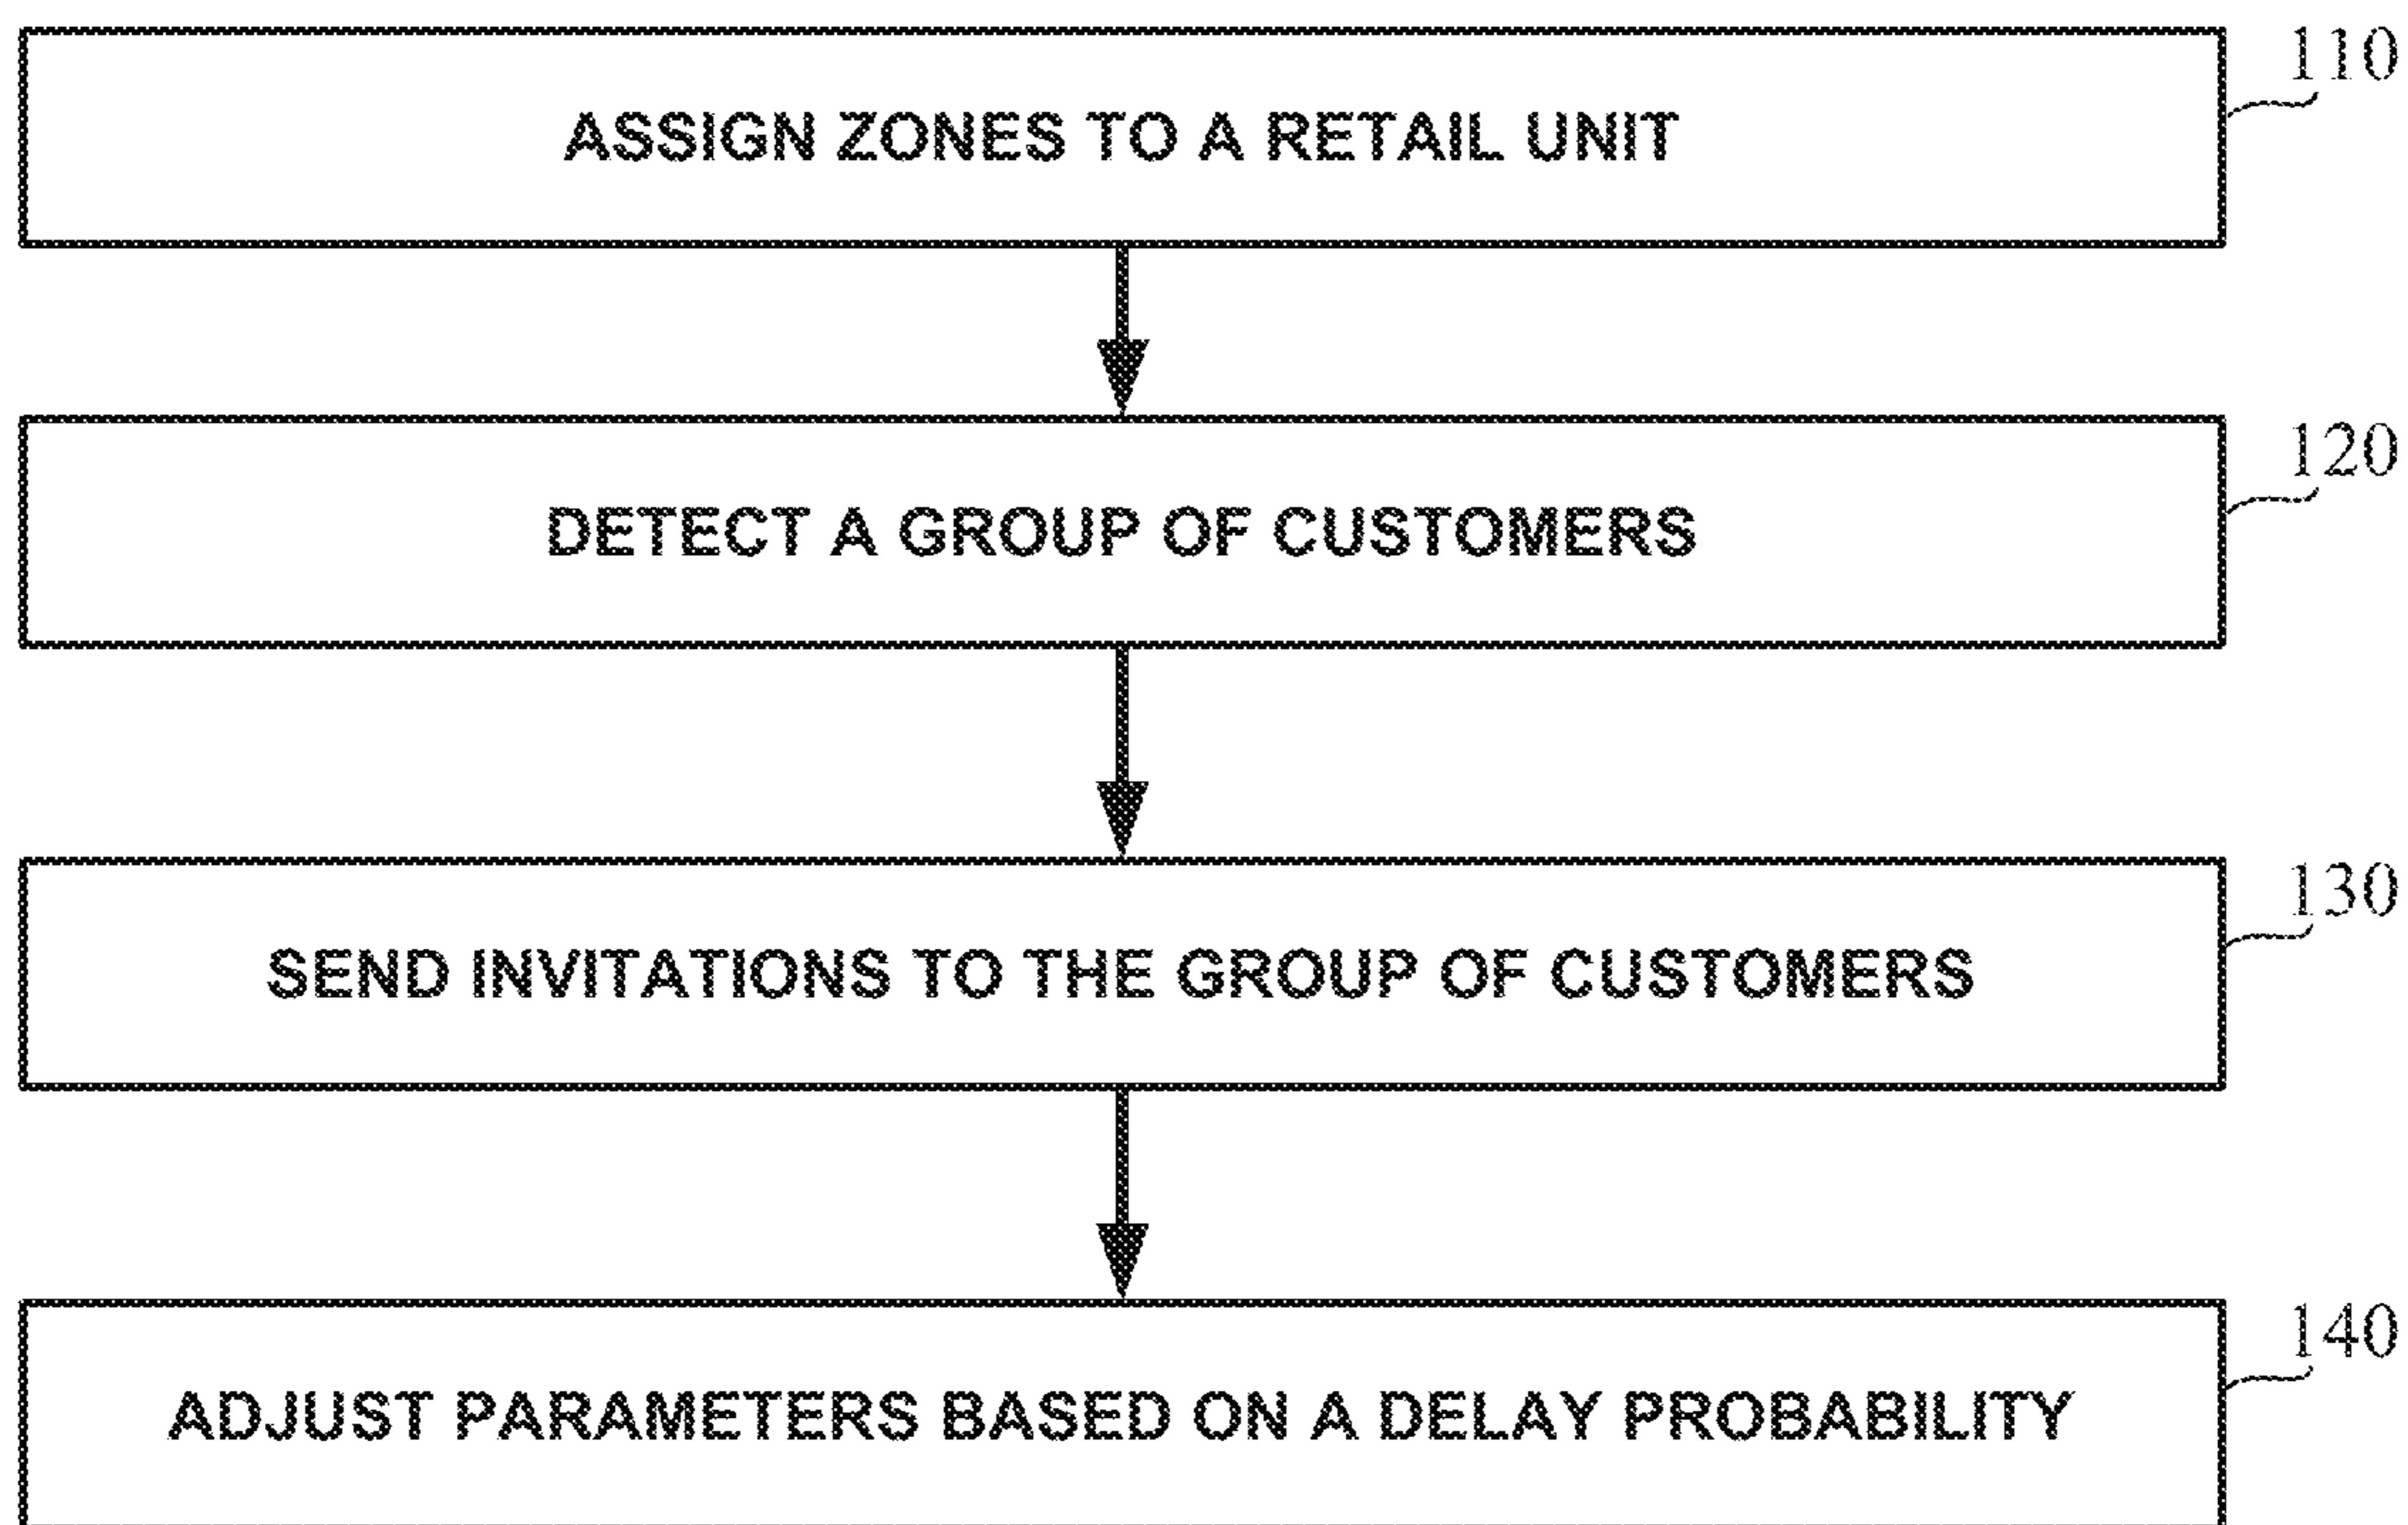 110
ASSIGN ZONES TO A RETAIL UNIT
120
DETECT A GROUP OF CUSTOMERS
130
SEND INVITATIONS TO THE GROUP OF CUSTOMERS
140
ADJUST PARAMETERS BASED ON A DELAY PROBABILITY